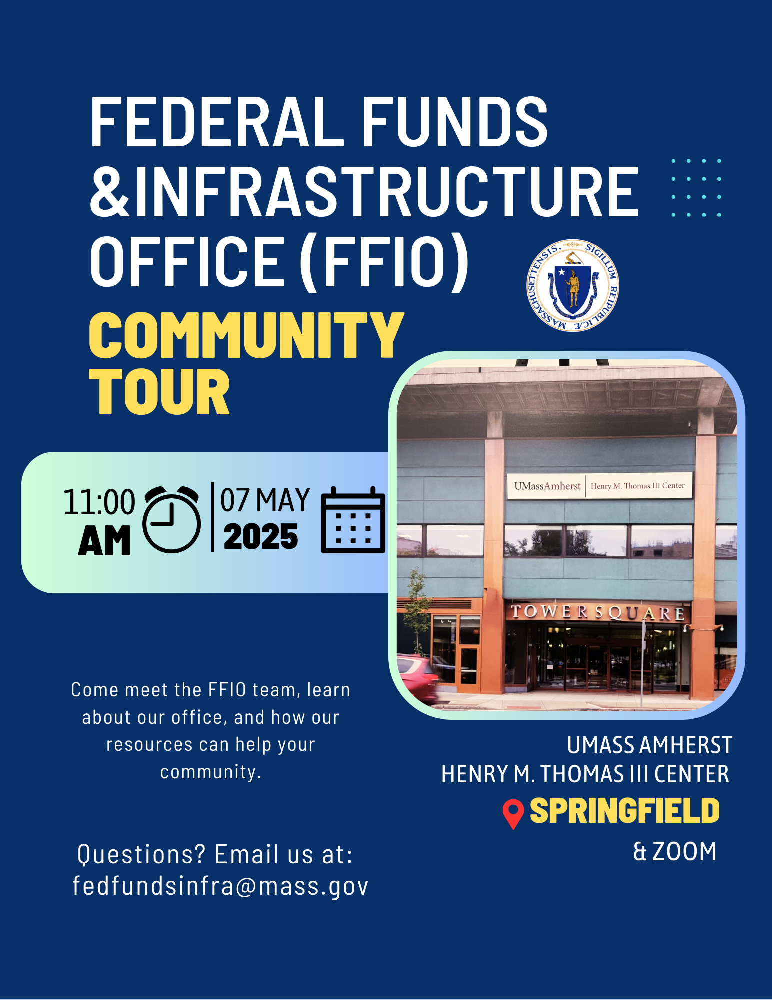 FEDERAL FUNDS
&INFRASTRUCTURE
OFFICE (FFIO)
COMMUNITY
TOUR
MASSACHUSETTENSIS. SIGILLUM REIPUBLICÆ
11:00
AM
07 MAY
2025
UMassAmherst
Henry M. Thomas III Center
TOWER SQUARE
Come meet the FFIO team, learn
about our office, and how our
resources can help your
community.
UMASS AMHERST
HENRY M. THOMAS III CENTER
SPRINGFIELD
& ZOOM
Questions? Email us at:
fedfundsinfra@mass.gov